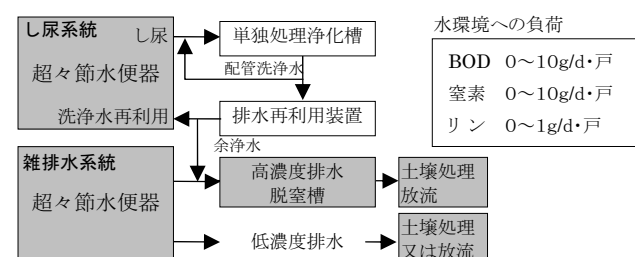 水環境への負荷
し尿系統
し尿
単独処理浄化槽
BOD 0～10g/d・戸
超々節水便器
配管洗浄水
窒素 0～10g/d・戸
洗浄水再利用
排水再利用装置
リン 0～1g/d・戸
余浄水
雑排水系統
高濃度排水
脱窒槽
土壌処理
放流
超々節水便器
低濃度排水
土壌処理
又は放流